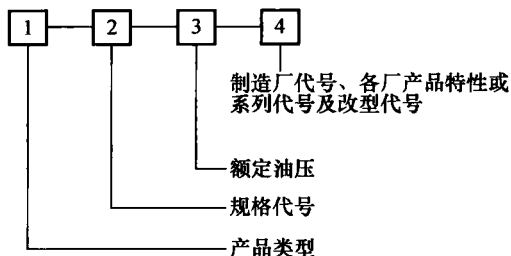 1 2 3 4
制造厂代号、各厂产品特性或
系列代号及改型代号
额定油压
规格代号
产品类型